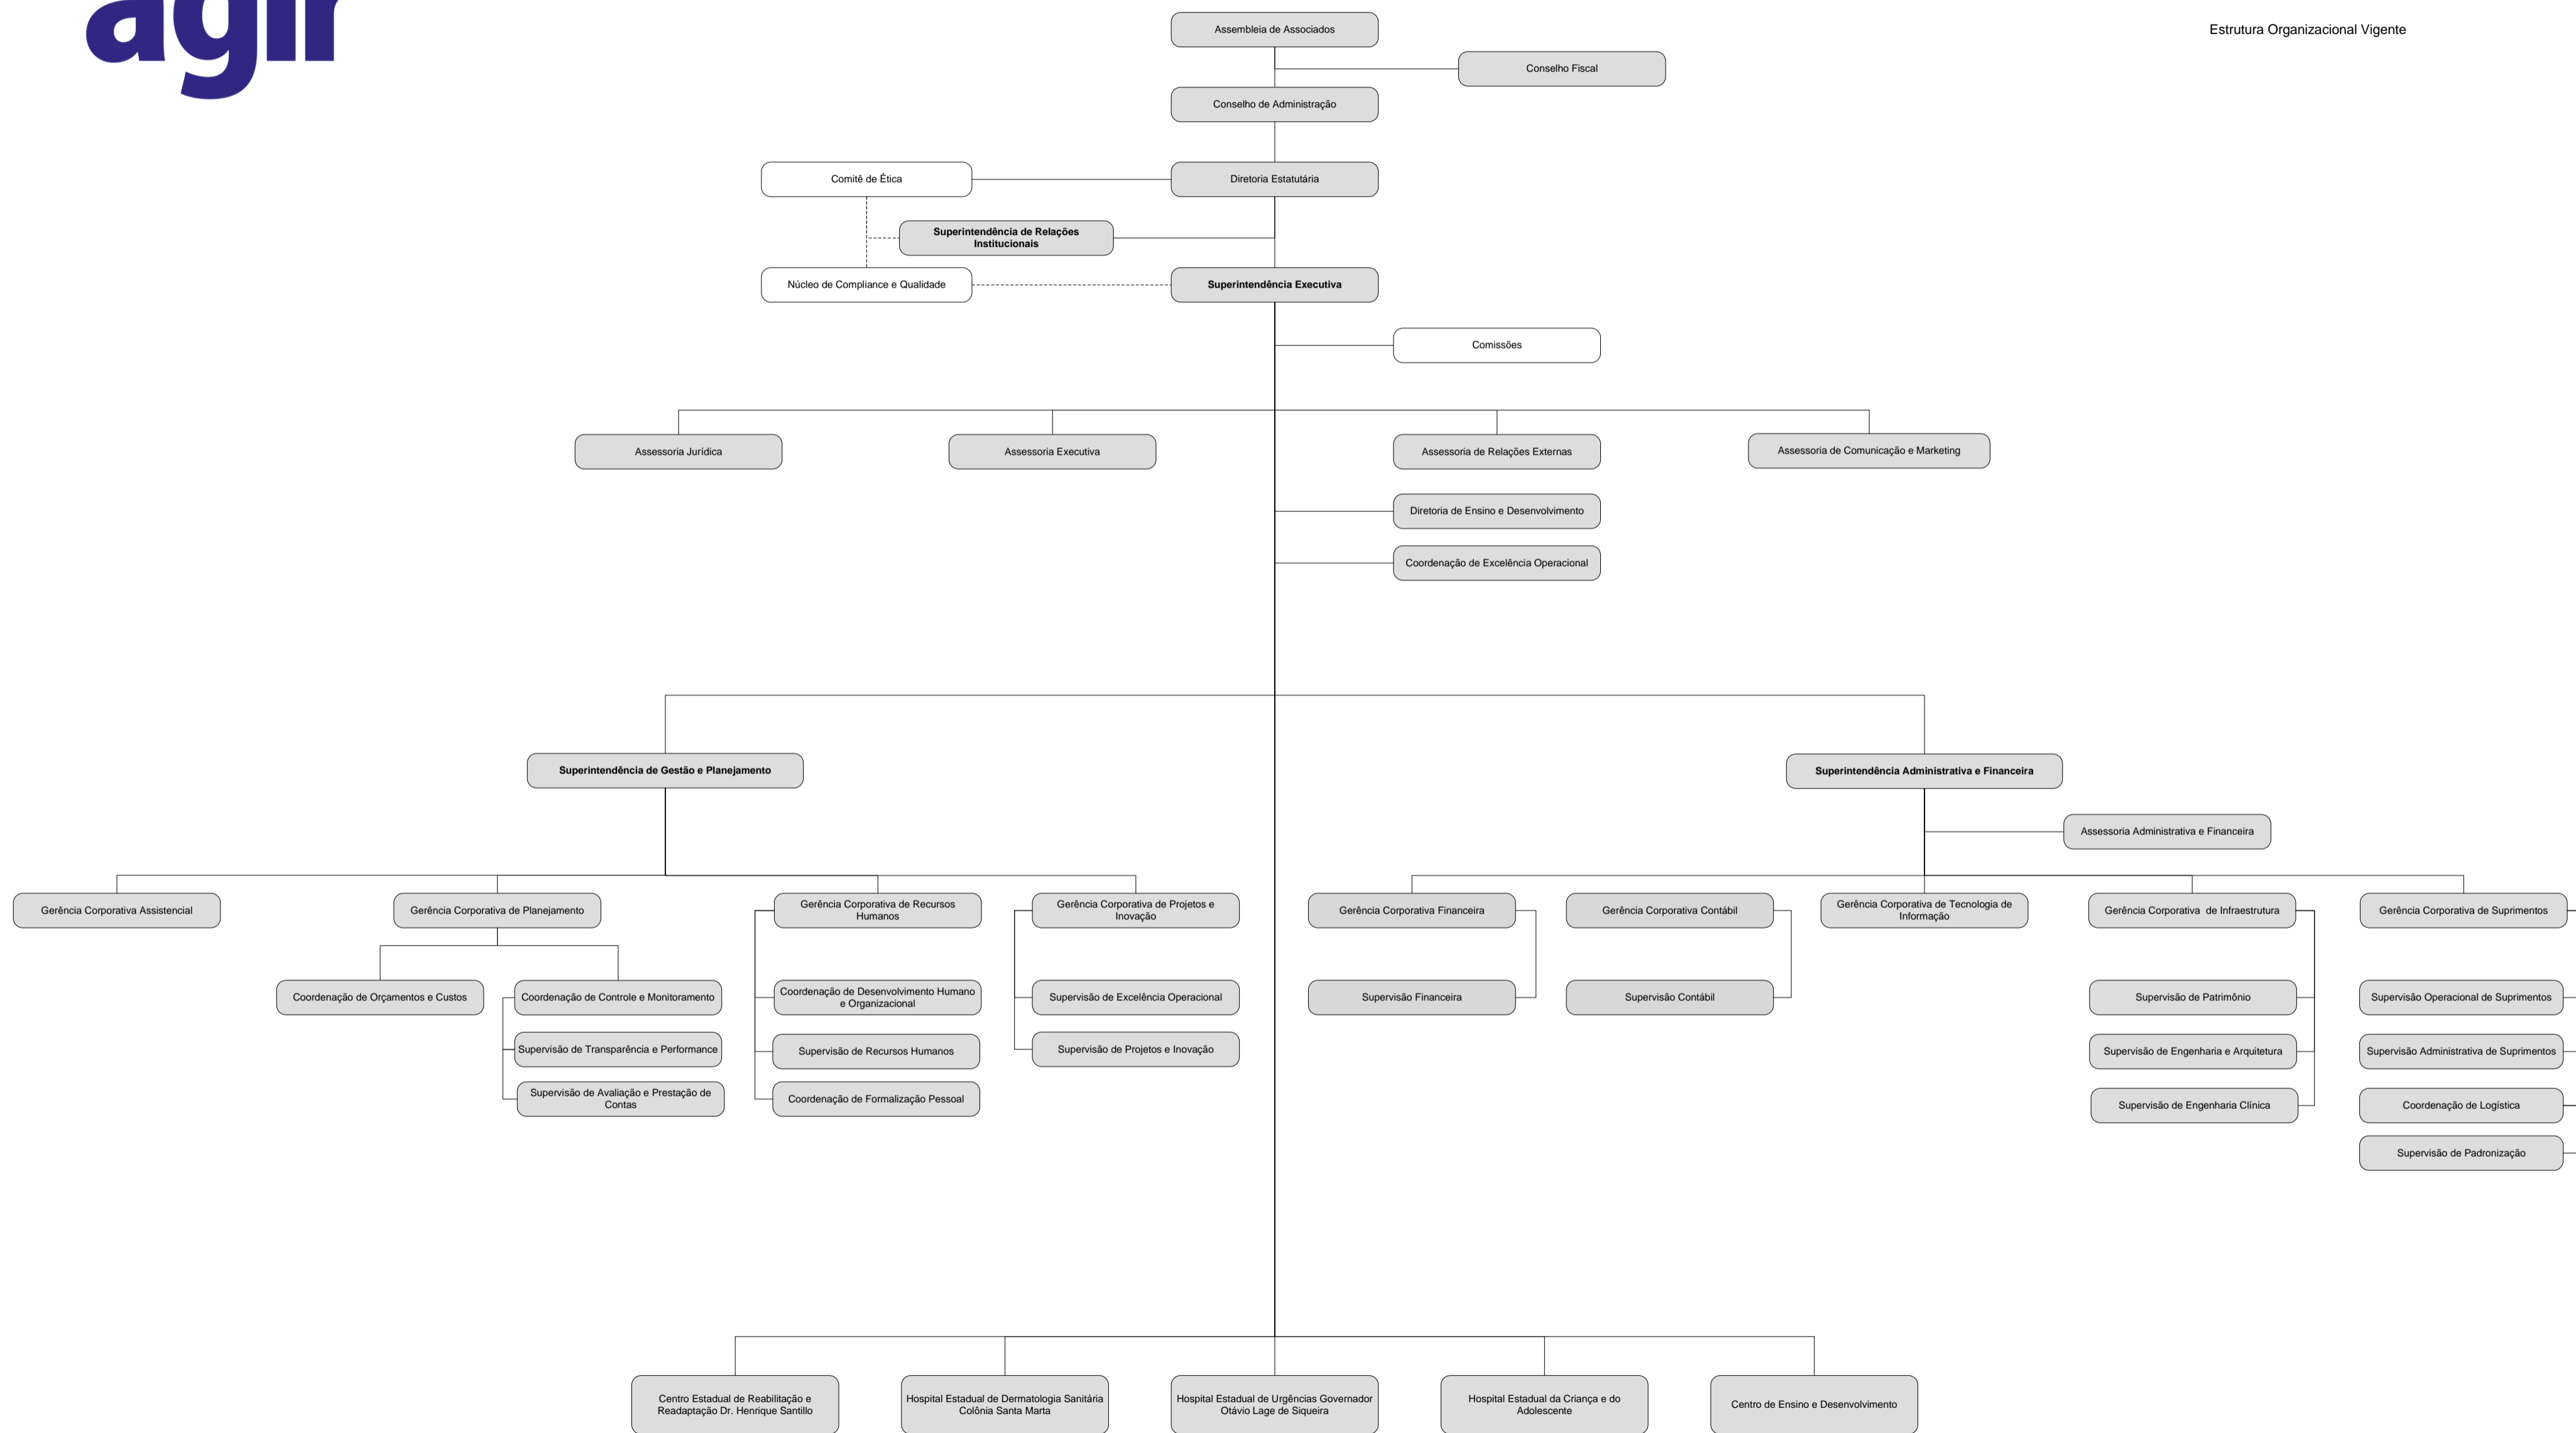 agir
Estrutura Organizacional Vigente
Assembleia de Associados
Conselho Fiscal
Conselho de Administração
Comitê de Ética
Diretoria Estatutária
Superintendência de Relações
Institucionais
Núcleo de Compliance e Qualidade
Superintendência Executiva
Comissões
Assessoria Jurídica
Assessoria Executiva
Assessoria de Relações Externas
Assessoria de Comunicação e Marketing
Diretoria de Ensino e Desenvolvimento
Coordenação de Excelência Operacional
Superintendência de Gestão e Planejamento
Superintendência Administrativa e Financeira
Assessoria Administrativa e Financeira
Gerência Corporativa Assistencial
Gerência Corporativa de Planejamento
Gerência Corporativa de Recursos
Humanos
Gerência Corporativa de Projetos e
Inovação
Gerência Corporativa Financeira
Gerência Corporativa Contábil
Gerência Corporativa de Tecnologia de
Informação
Gerência Corporativa  de Infraestrutura
Gerência Corporativa de Suprimentos
Coordenação de Orçamentos e Custos
Coordenação de Controle e Monitoramento
Coordenação de Desenvolvimento Humano
e Organizacional
Supervisão de Excelência Operacional
Supervisão Financeira
Supervisão Contábil
Supervisão de Patrimônio
Supervisão Operacional de Suprimentos
Supervisão de Transparência e Performance
Supervisão de Recursos Humanos
Supervisão de Projetos e Inovação
Supervisão de Engenharia e Arquitetura
Supervisão Administrativa de Suprimentos
Supervisão de Avaliação e Prestação de
Contas
Coordenação de Formalização Pessoal
Supervisão de Engenharia Clínica
Coordenação de Logística
Supervisão de Padronização
Centro Estadual de Reabilitação e
Readaptação Dr. Henrique Santillo
Hospital Estadual de Dermatologia Sanitária
Colônia Santa Marta
Hospital Estadual de Urgências Governador
Otávio Lage de Siqueira
Hospital Estadual da Criança e do
Adolescente
Centro de Ensino e Desenvolvimento